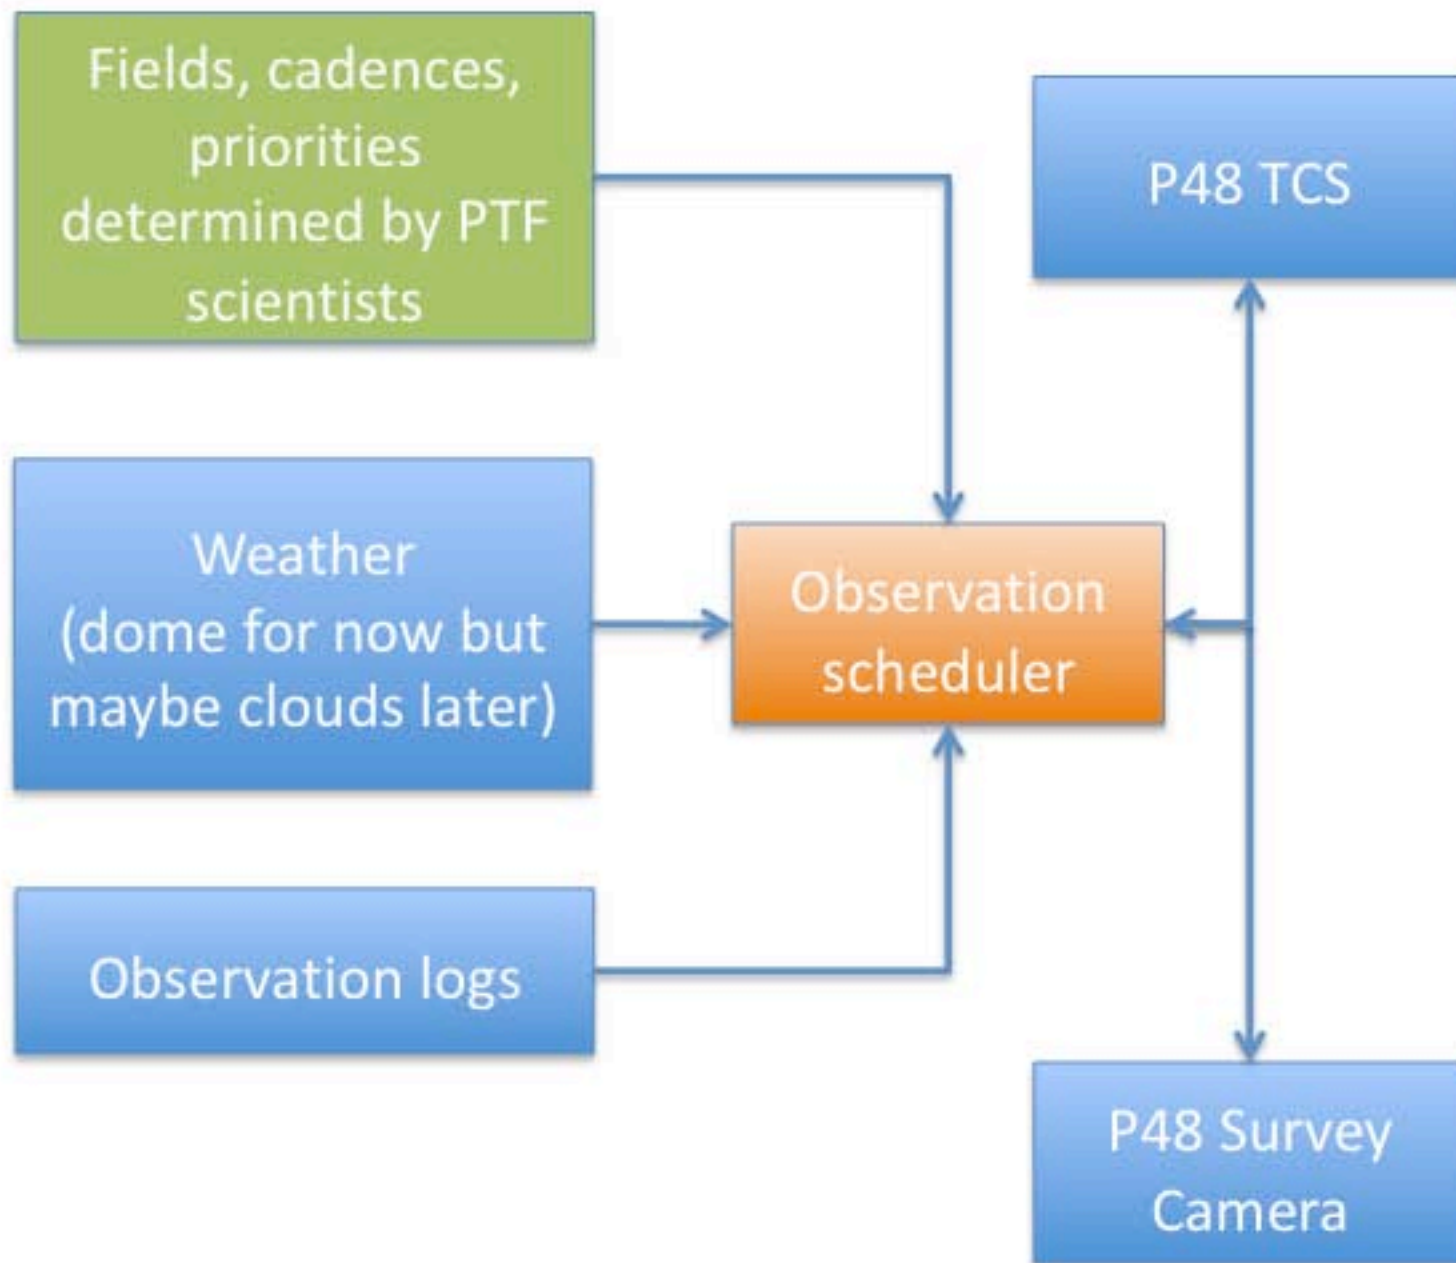 Fields, cadences,
priorities
determined by PTF
scientists
P48 TCS
Weather
(dome for now but
maybe clouds later)
Observation
scheduler
Observation logs
P48 Survey
Camera